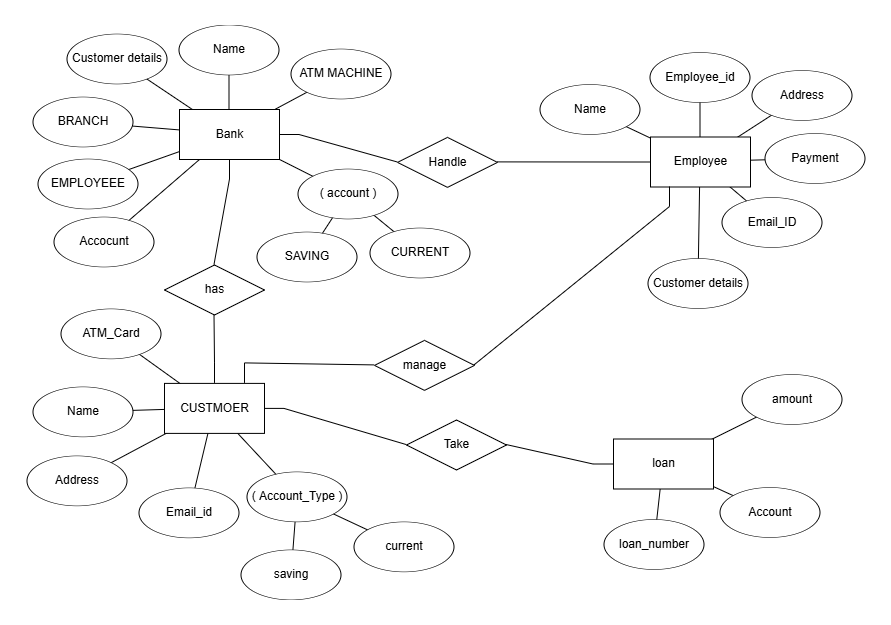 Name
Customer details
ATM MACHINE
Employee_id
Address
Name
BRANCH
Bank
Handle
Employee
Payment
EMPLOYEEE
( account )
Email_ID
Accocunt
SAVING
CURRENT
Customer details
has
ATM_Card
manage
Name
CUSTMOER
amount
Take
loan
Address
( Account_Type )
Email_id
Account
current
loan_number
saving